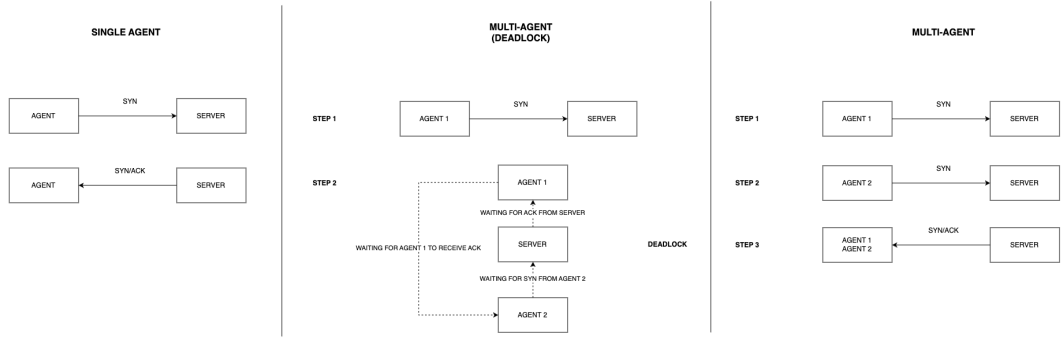 SINGLE AGENT
SYN
AGENT
SERVER
SYN/ACK
AGENT
SERVER
MULTI-AGENT
(DEADLOCK)
STEP 1
SYN
AGENT 1
SERVER
STEP 2
AGENT 1
WAITING FOR ACK FROM SERVER
SERVER
WAITING FOR AGENT 1 TO RECEIVE ACK
DEADLOCK
WAITING FOR SYN FROM AGENT 2
AGENT 2
MULTI-AGENT
STEP 1
SYN
AGENT 1
SERVER
STEP 2
SYN
AGENT 2
SERVER
STEP 3
SYN/ACK
AGENT 1
AGENT 2
SERVER